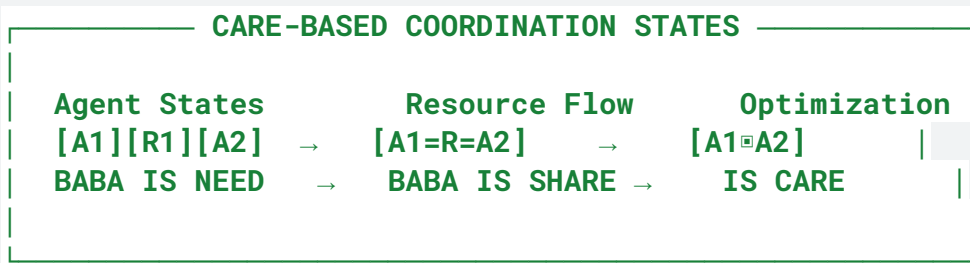 CARE-BASED COORDINATION STATES
Agent States Resource Flow Optimization
[A1][R1][A2] → [A1=R=A2] → [A1▣A2]
BABA IS NEED → BABA IS SHARE → IS CARE